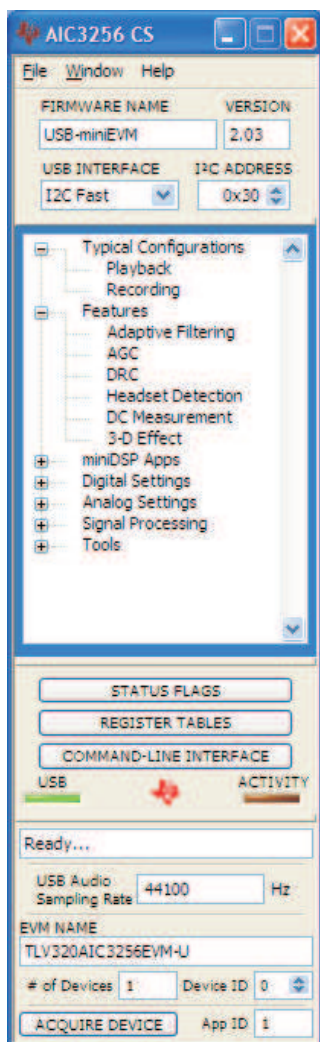 AIC3256 CS
File Window Help
FIRMWARE NAME VERSION
USB-miniEVM 2.03
USB INTERFACE I²C ADDRESS
I2C Fast 0x30
Typical Configurations
Playback
Recording
Features
Adaptive Filtering
AGC
DRC
Headset Detection
DC Measurement
3-D Effect
miniDSP Apps
Digital Settings
Analog Settings
Signal Processing
Tools
STATUS FLAGS
REGISTER TABLES
COMMAND-LINE INTERFACE
USB ACTIVITY
Ready...
USB Audio
Sampling Rate 44100 Hz
EVM NAME
TLV320AIC3256EVM-U
# of Devices 1 Device ID 0
ACQUIRE DEVICE App ID 1